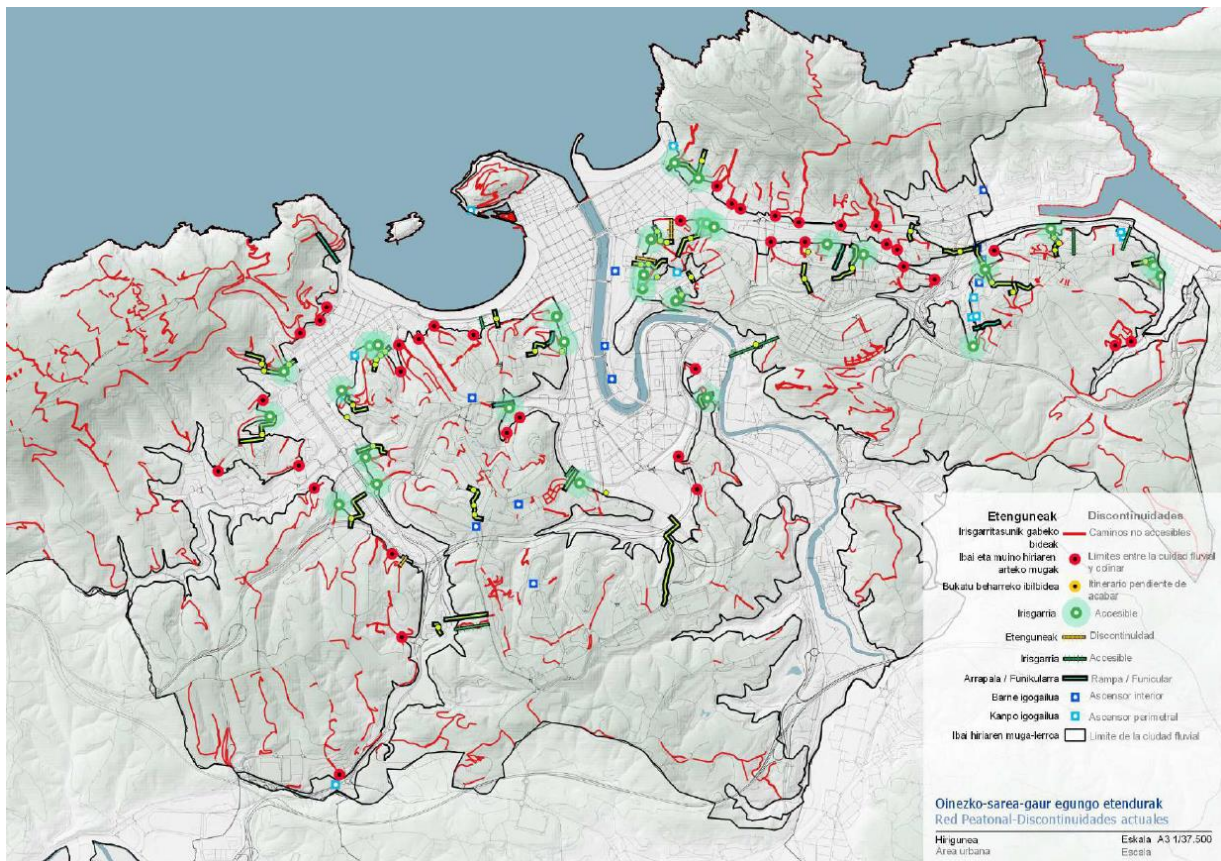 Etenguneak Discontinuidades
Irisgarritasunik gabeko bideak Caminos no accesibles
Ibai eta muino hiriaren arteko mugak Limites entre la cuidad fluvial y colinar
Bukatu beharreko ibilbidea Itinerario pendiente de acabar
Irisgarria Accesible
Etenguneak Discontinuidad
Irisgarria Accesible
Arrapala / Funikularra Rampa / Funicular
Barne igogailua Ascensor interior
Kanpo igogailua Ascensor perimetral
Ibai hiriaren muga-lerroa Limite de la ciudad fluvial
Oinezko-sarea-gaur egungo etendurak
Red Peatonal-Discontinuidades actuales
Hirigunea Eskala A3 1/37.500
Area urbana Escala